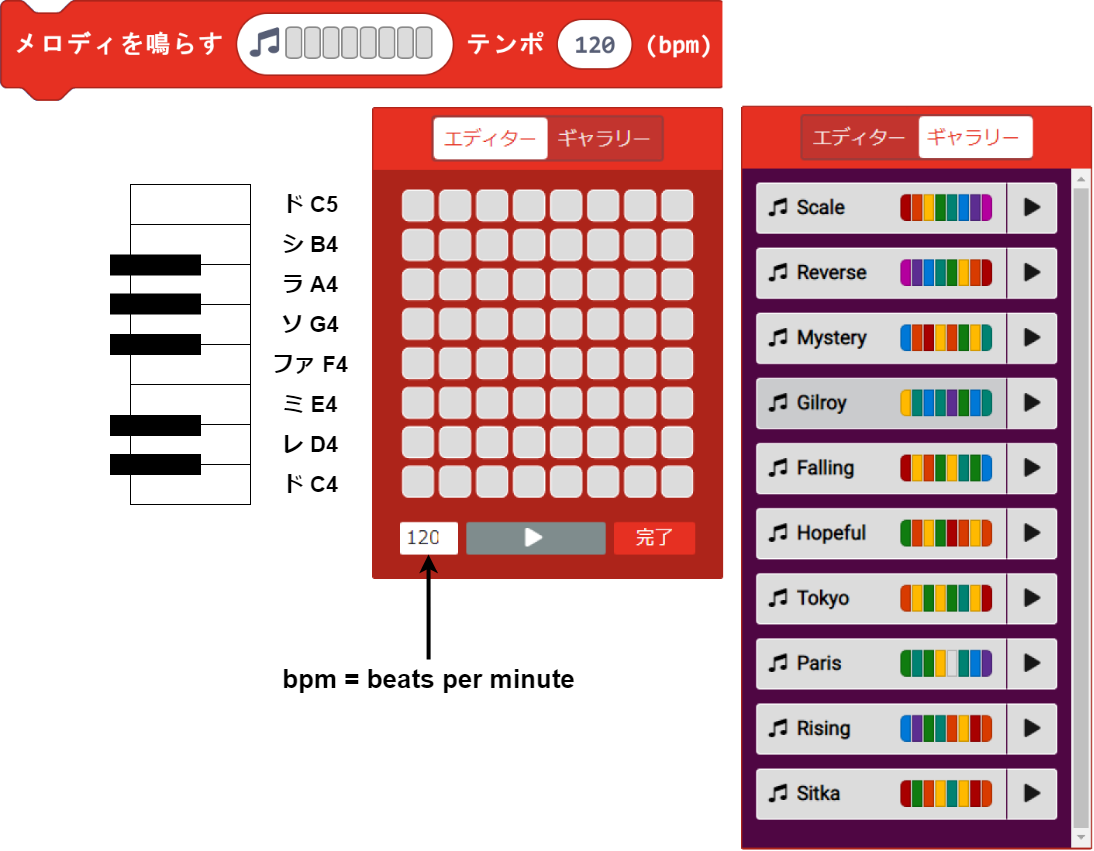 メロディを鳴らす テンポ 120 (bpm)
エディター ギャラリー
ド C5
シ B4
ラ A4
ソ G4
ファ F4
ミ E4
レ D4
ド C4
120 完了
bpm = beats per minute
エディター ギャラリー
Scale
Reverse
Mystery
Gilroy
Falling
Hopeful
Tokyo
Paris
Rising
Sitka